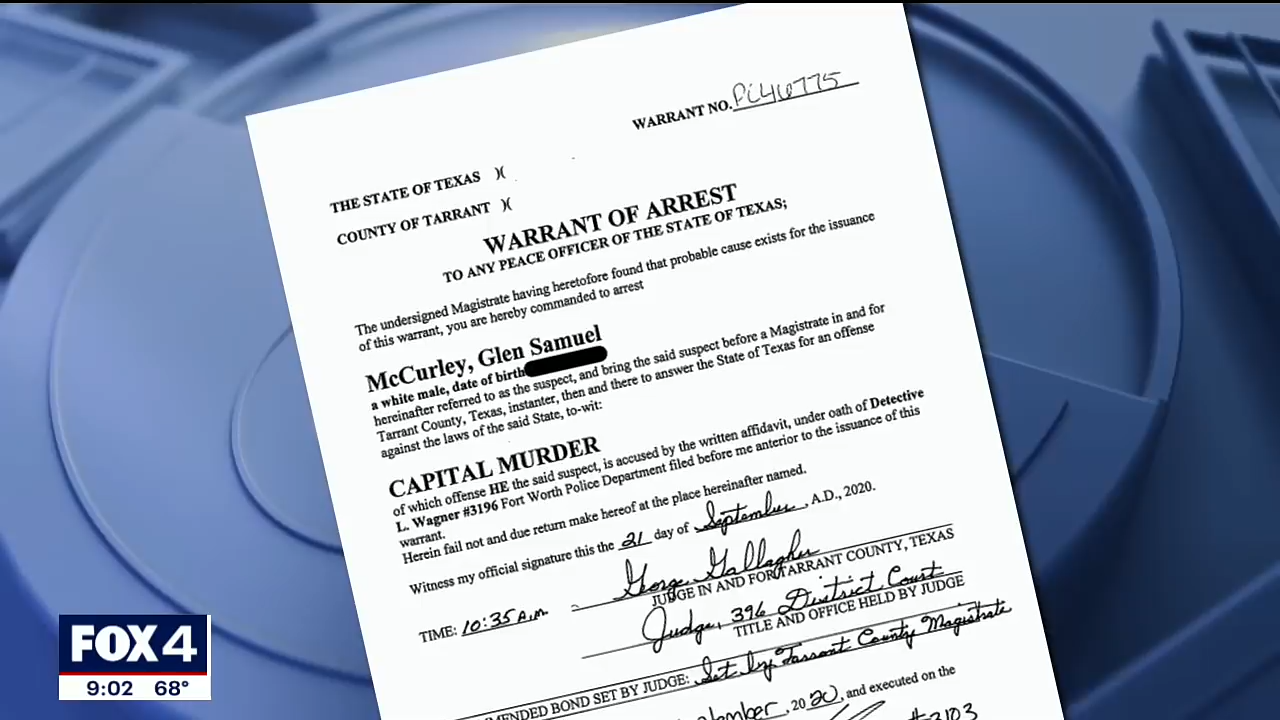 WARRANT NO. PC46775
THE STATE OF TEXAS )(
COUNTY OF TARRANT )(
WARRANT OF ARREST
TO ANY PEACE OFFICER OF THE STATE OF TEXAS;
The undersigned Magistrate having heretofore found that probable cause exists for the issuance
of this warrant, you are hereby commanded to arrest
McCurley, Glen Samuel
a white male, date of birth
hereinafter referred to as the suspect, and bring the said suspect before a Magistrate in and for
Tarrant County, Texas, instanter, then and there to answer the State of Texas for an offense
against the laws of the said State, to-wit:
CAPITAL MURDER
of which offense HE the said suspect, is accused by the written affidavit, under oath of Detective
L. Wagner #3196 Fort Worth Police Department filed before me anterior to the issuance of this
warrant.
Herein fail not and due return make hereof at the place hereinafter named.
Witness my official signature this the 21 day of September, A.D., 2020.
George Gallagher
JUDGE IN AND FOR TARRANT COUNTY, TEXAS
TIME: 10:35 A.m
Judge, 396 District Court
TITLE AND OFFICE HELD BY JUDGE
MMENDED BOND SET BY JUDGE: Set by Tarrant County Magistrate
, 2020, and executed on the
#3103
FOX 4
9:02 68°